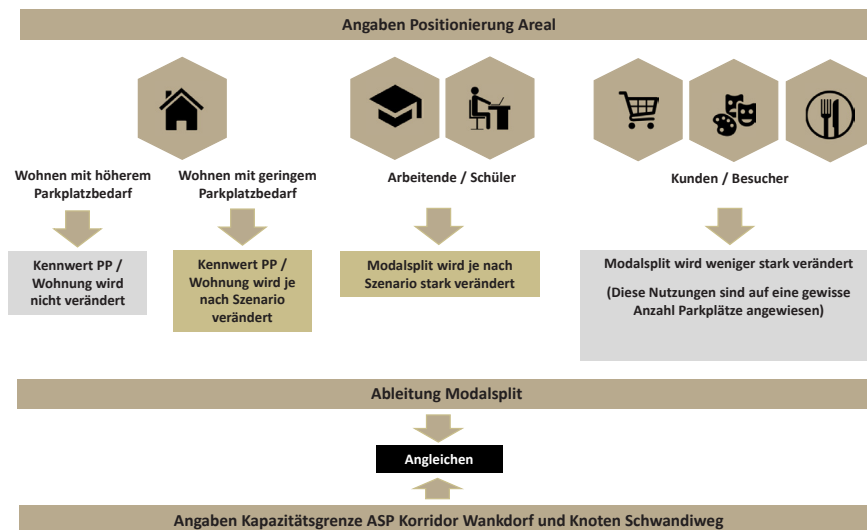 Angaben Positionierung Areal
Wohnen mit höherem
Parkplatzbedarf
Wohnen mit geringem
Parkplatzbedarf
Arbeitende / Schüler
Kunden / Besucher
Kennwert PP /
Wohnung wird
nicht verändert
Kennwert PP /
Wohnung wird je
nach Szenario
verändert
Modalsplit wird je nach
Szenario stark verändert
Modalsplit wird weniger stark verändert
(Diese Nutzungen sind auf eine gewisse
Anzahl Parkplätze angewiesen)
Ableitung Modalsplit
Angleichen
Angaben Kapazitätsgrenze ASP Korridor Wankdorf und Knoten Schwandiweg